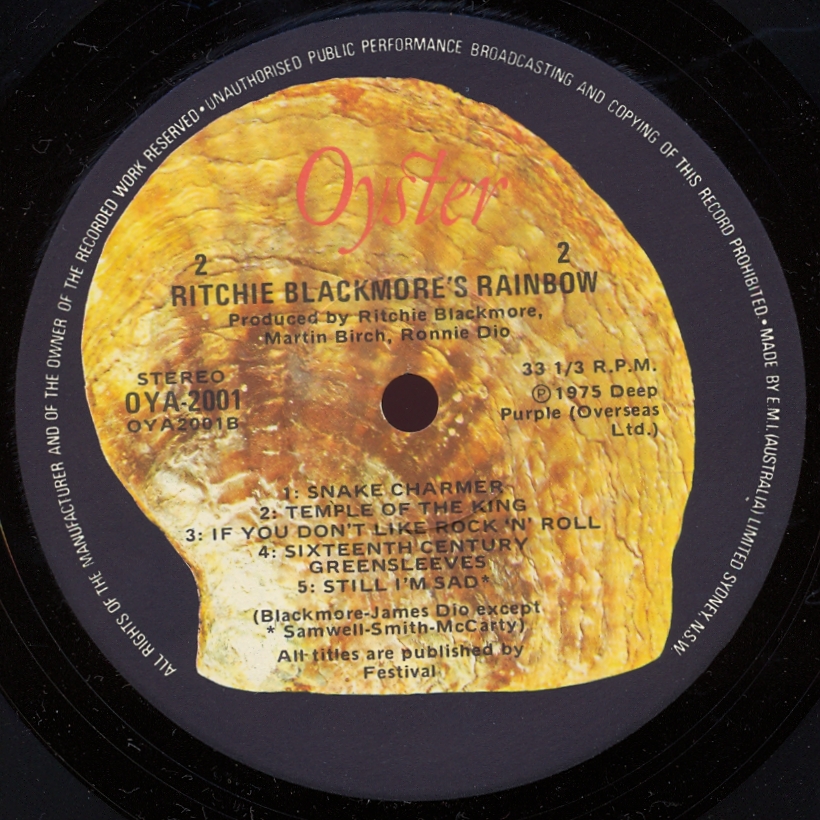 ALL RIGHTS OF THE MANUFACTURER AND OF THE OWNER OF THE RECORDED WORK RESERVED • UNAUTHORISED PUBLIC PERFORMANCE BROADCASTING AND COPYING OF THIS RECORD PROHIBITED. • MADE BY E.M.I. (AUSTRALIA) LIMITED SYDNEY, N.S.W.
Oyster
2 2
RITCHIE BLACKMORE'S RAINBOW
Produced by Ritchie Blackmore,
Martin Birch, Ronnie Dio
STEREO
OYA-2001
OYA2001B
33 1/3 R.P.M.
Ⓟ1975 Deep
Purple (Overseas
Ltd.)
1: SNAKE CHARMER
2: TEMPLE OF THE KING
3: IF YOU DON'T LIKE ROCK 'N' ROLL
4: SIXTEENTH CENTURY
GREENSLEEVES
5: STILL I'M SAD*
(Blackmore-James Dio except
* Samwell-Smith-McCarty)
All titles are published by
Festival